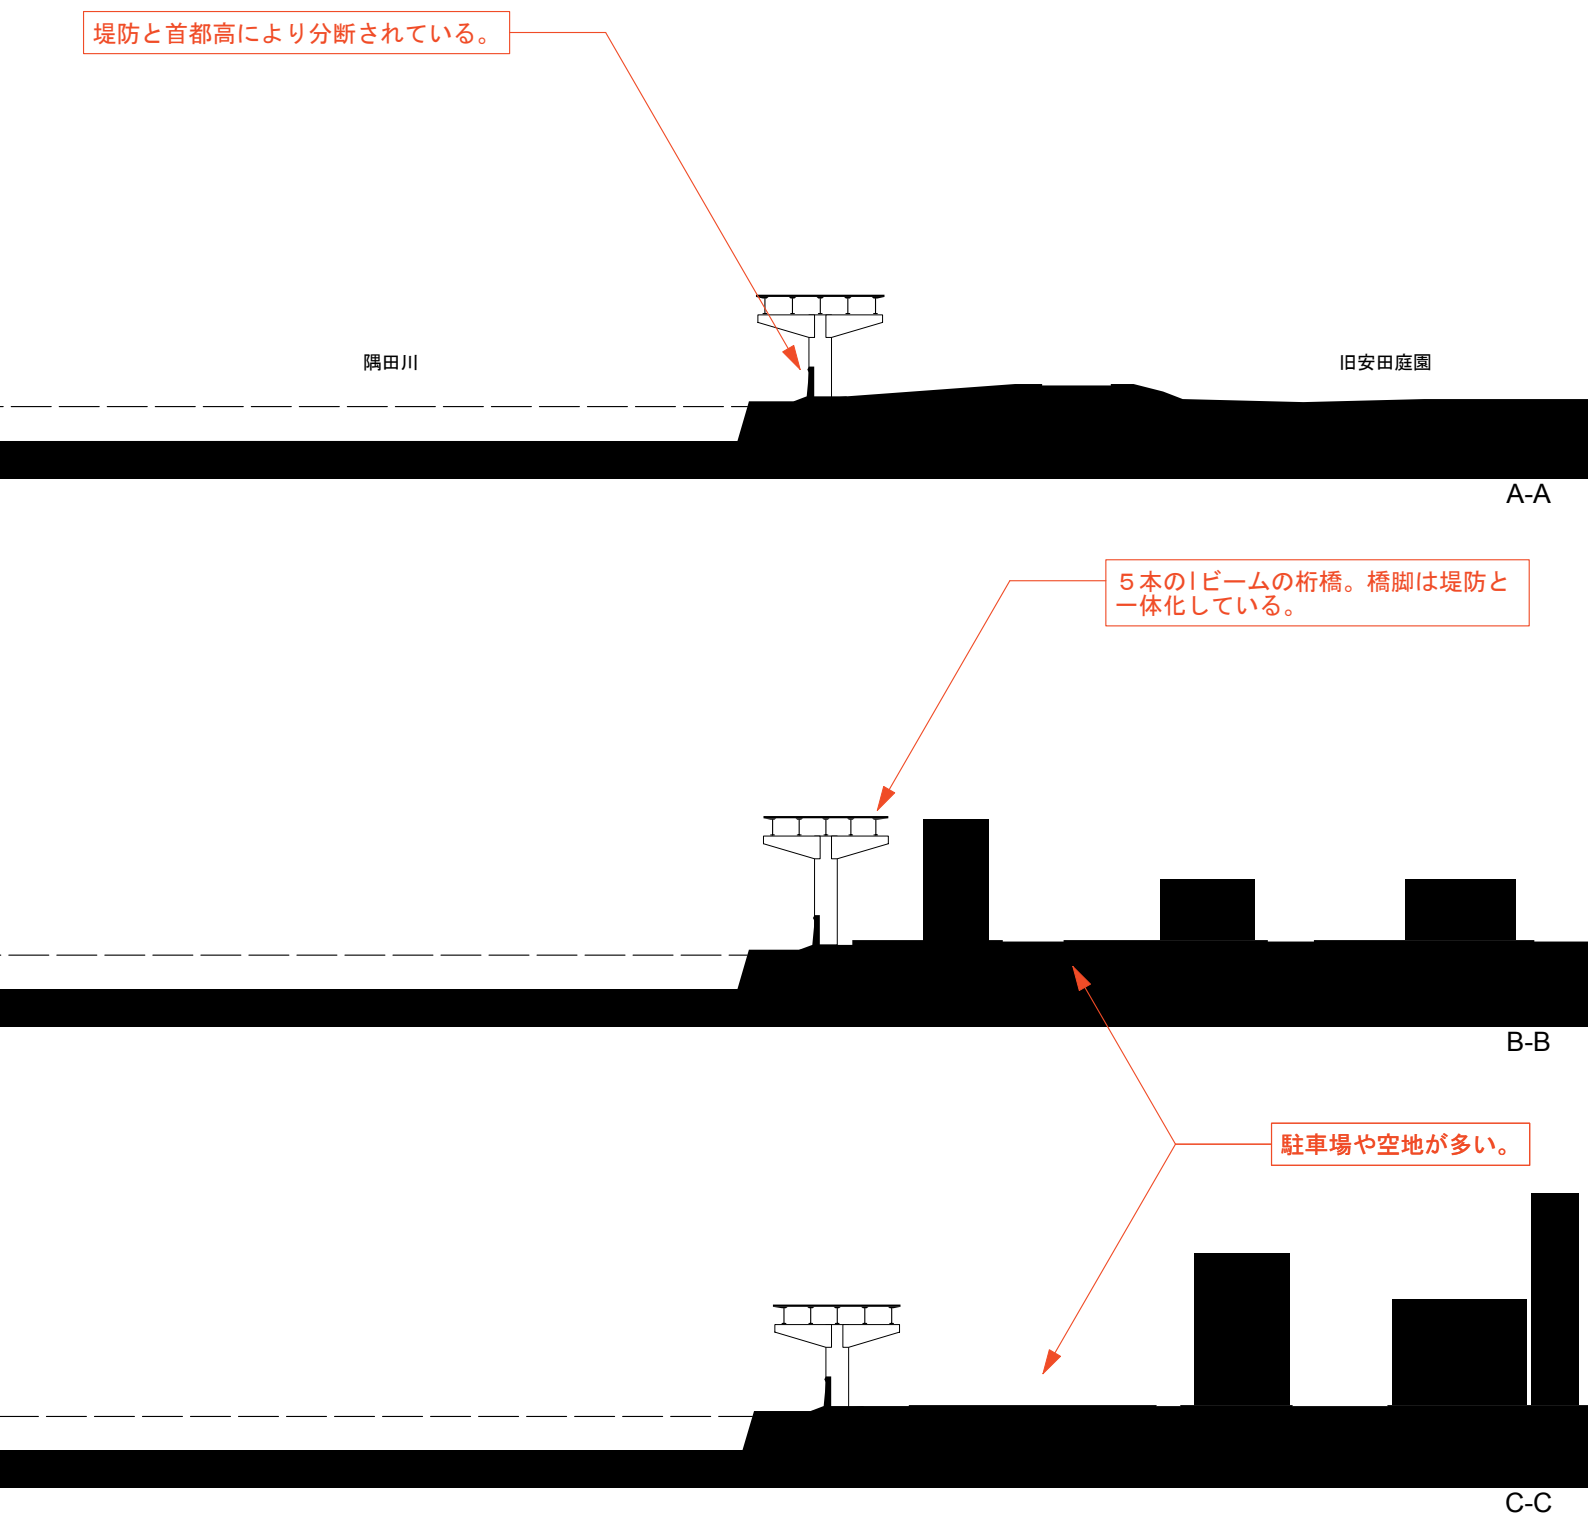 堤防と首都高により分断されている。
隅田川
旧安田庭園
A-A
５本のIビームの桁橋。橋脚は堤防と
一体化している。
B-B
駐車場や空地が多い。
C-C